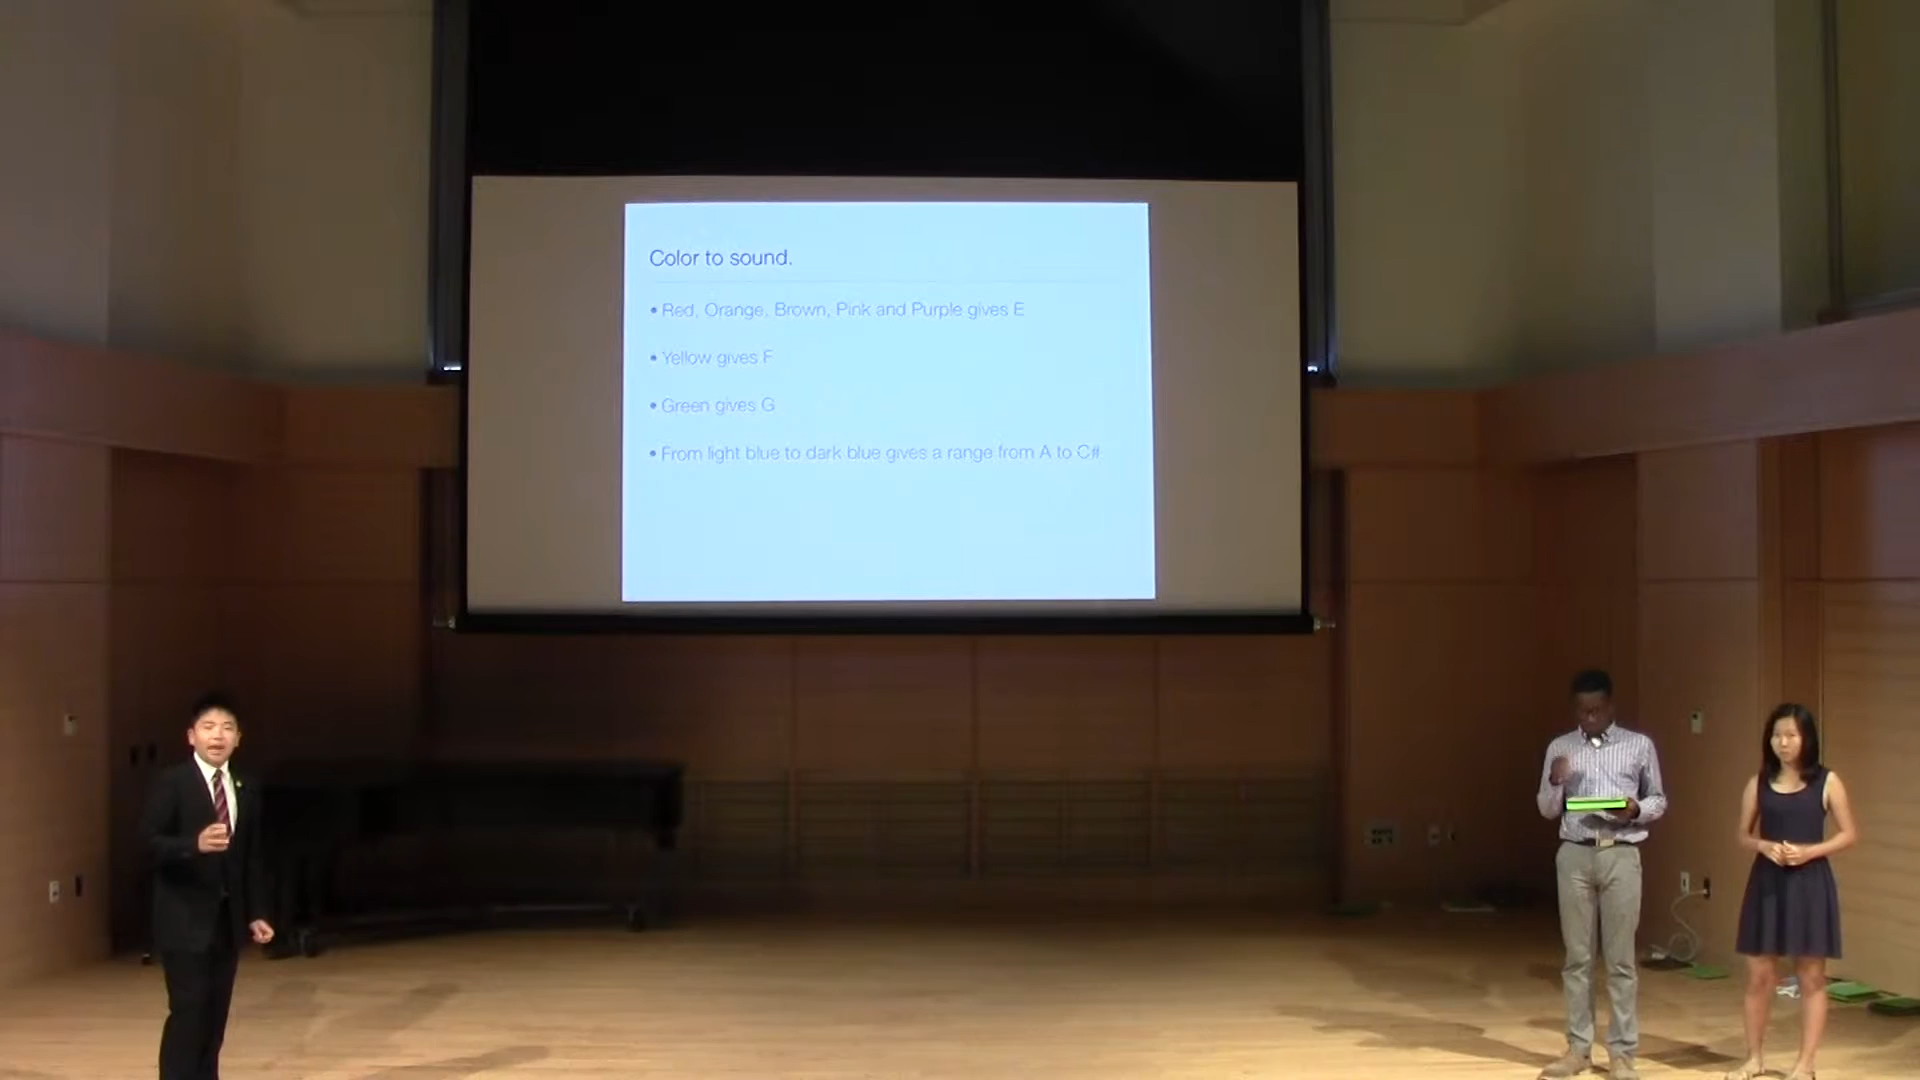 Color to sound.
• Red, Orange, Brown, Pink and Purple gives E
• Yellow gives F
• Green gives G
• From light blue to dark blue gives a range from A to C#